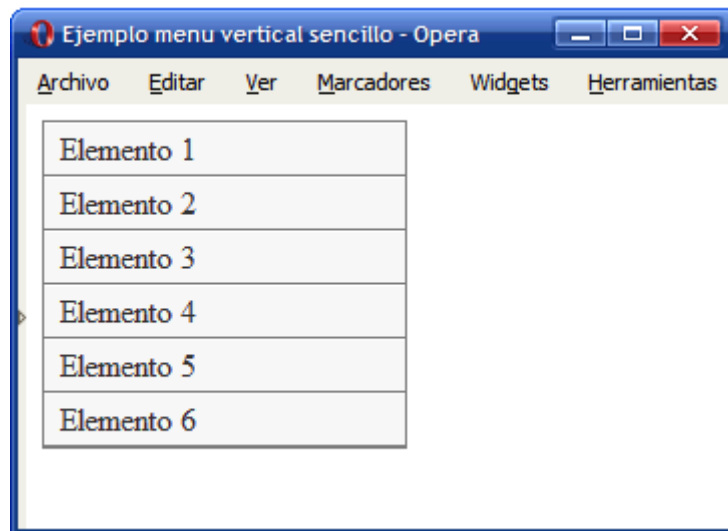 Ejemplo menu vertical sencillo - Opera
Archivo Editar Ver Marcadores Widgets Herramientas
Elemento 1
Elemento 2
Elemento 3
Elemento 4
Elemento 5
Elemento 6